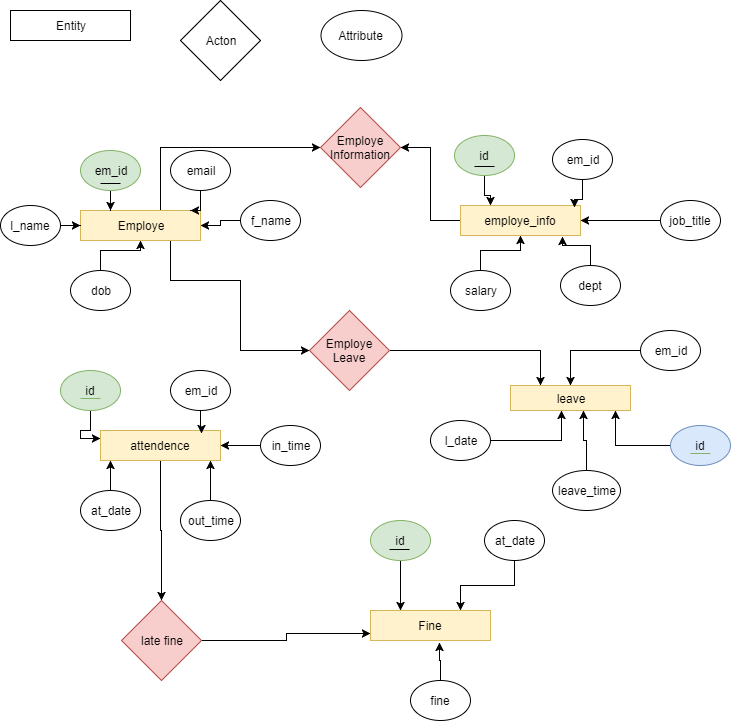 Entity
Acton
Attribute
Employe
Information
em_id
email
id
em_id
l_name
Employe
f_name
employe_info
job_title
dob
salary
dept
Employe
Leave
em_id
id
em_id
leave
attendence
in_time
l_date
id
at_date
out_time
leave_time
id
at_date
late fine
Fine
fine